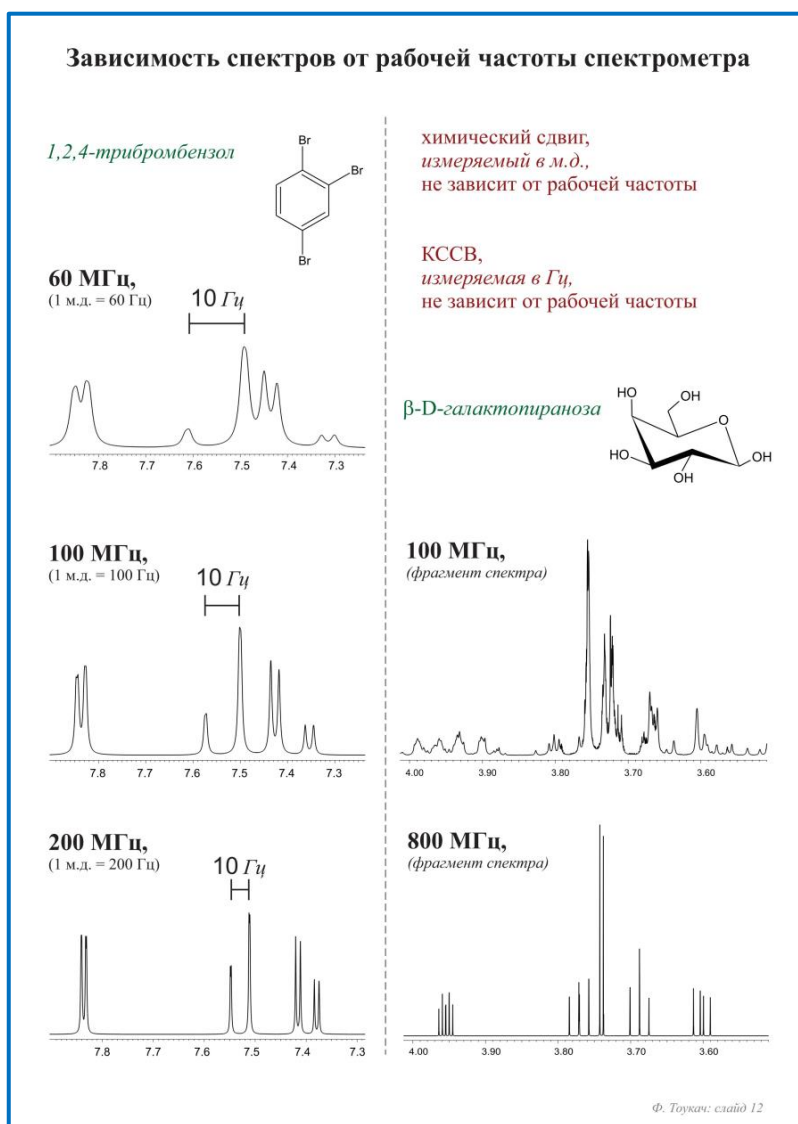 Зависимость спектров от рабочей частоты спектрометра
1,2,4-трибромбензол
Br
Br
Br
60 МГц,
(1 м.д. = 60 Гц)
10 Гц
7.8 7.7 7.6 7.5 7.4 7.3
100 МГц,
(1 м.д. = 100 Гц)
10 Гц
7.8 7.7 7.6 7.5 7.4 7.3
200 МГц,
(1 м.д. = 200 Гц)
10 Гц
7.8 7.7 7.6 7.5 7.4 7.3
химический сдвиг,
измеряемый в м.д.,
не зависит от рабочей частоты
КССВ,
измеряемая в Гц,
не зависит от рабочей частоты
β-D-галактопираноза
HO
OH
O
HO
OH
OH
100 МГц,
(фрагмент спектра)
4.00 3.90 3.80 3.70 3.60
800 МГц,
(фрагмент спектра)
4.00 3.90 3.80 3.70 3.60
Ф. Тоукач: слайд 12